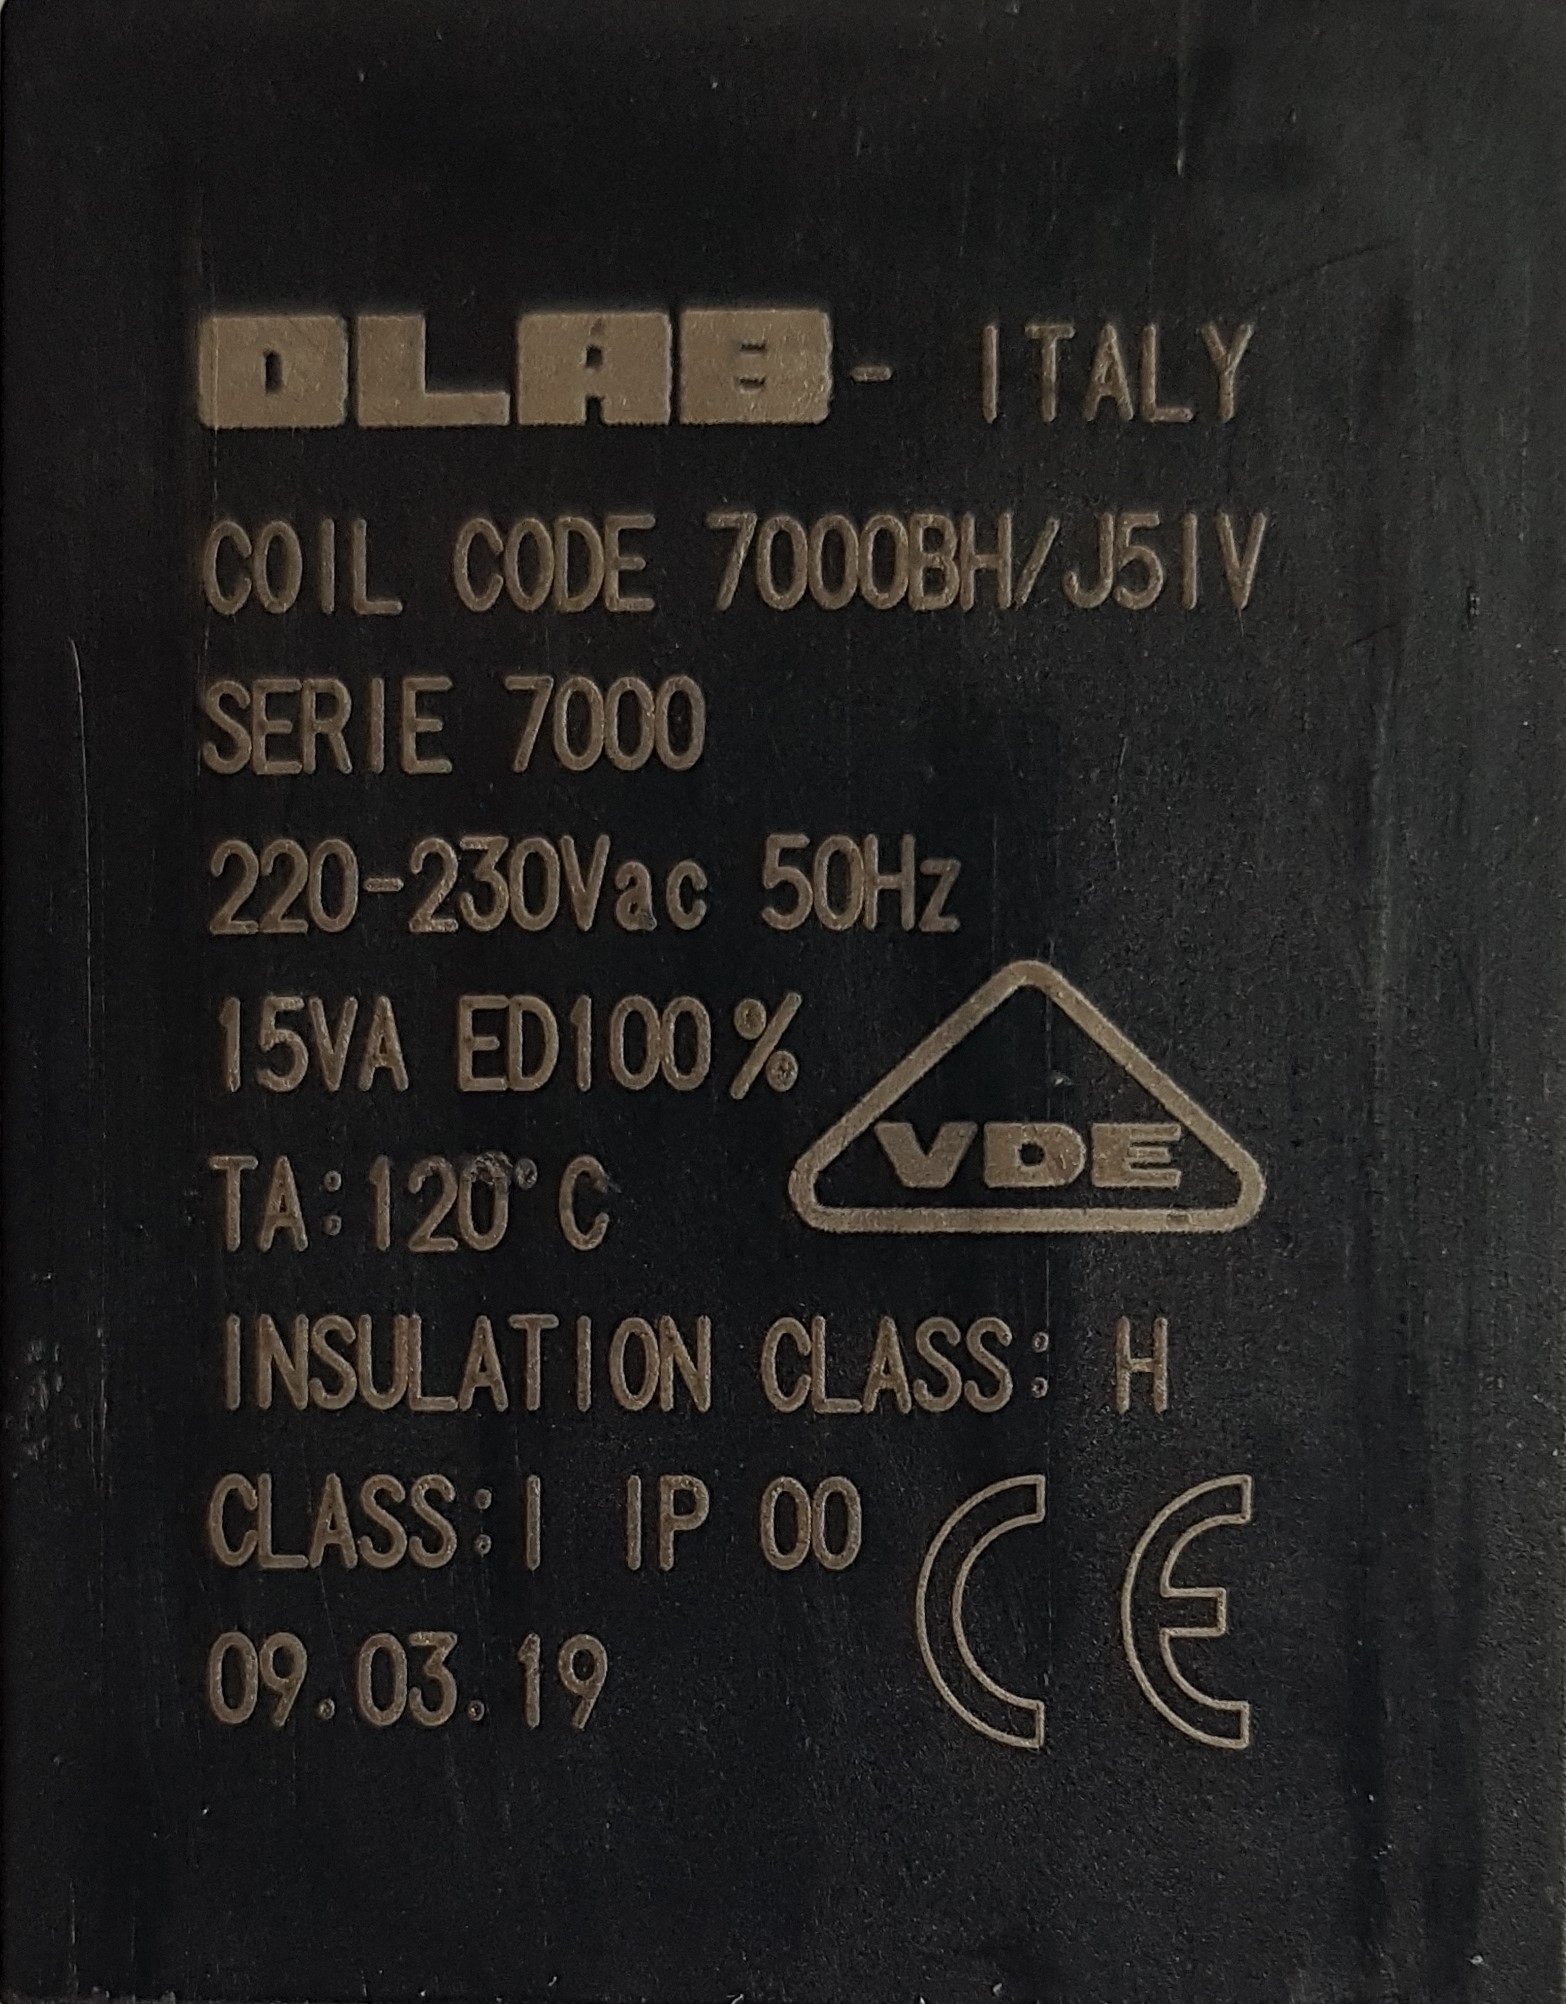 OLAB - ITALY
COIL CODE 7000BH/J5IV
SERIE 7000
220-230Vac 50Hz
15VA ED100%
TA:120°C
VDE
INSULATION CLASS: H
CLASS:I IP 00
CE
09.03.19